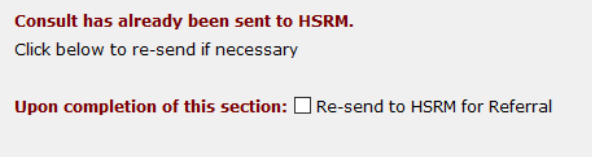 Consult has already been sent to HSRM.
Click below to re-send if necessary
Upon completion of this section: Re-send to HSRM for Referral